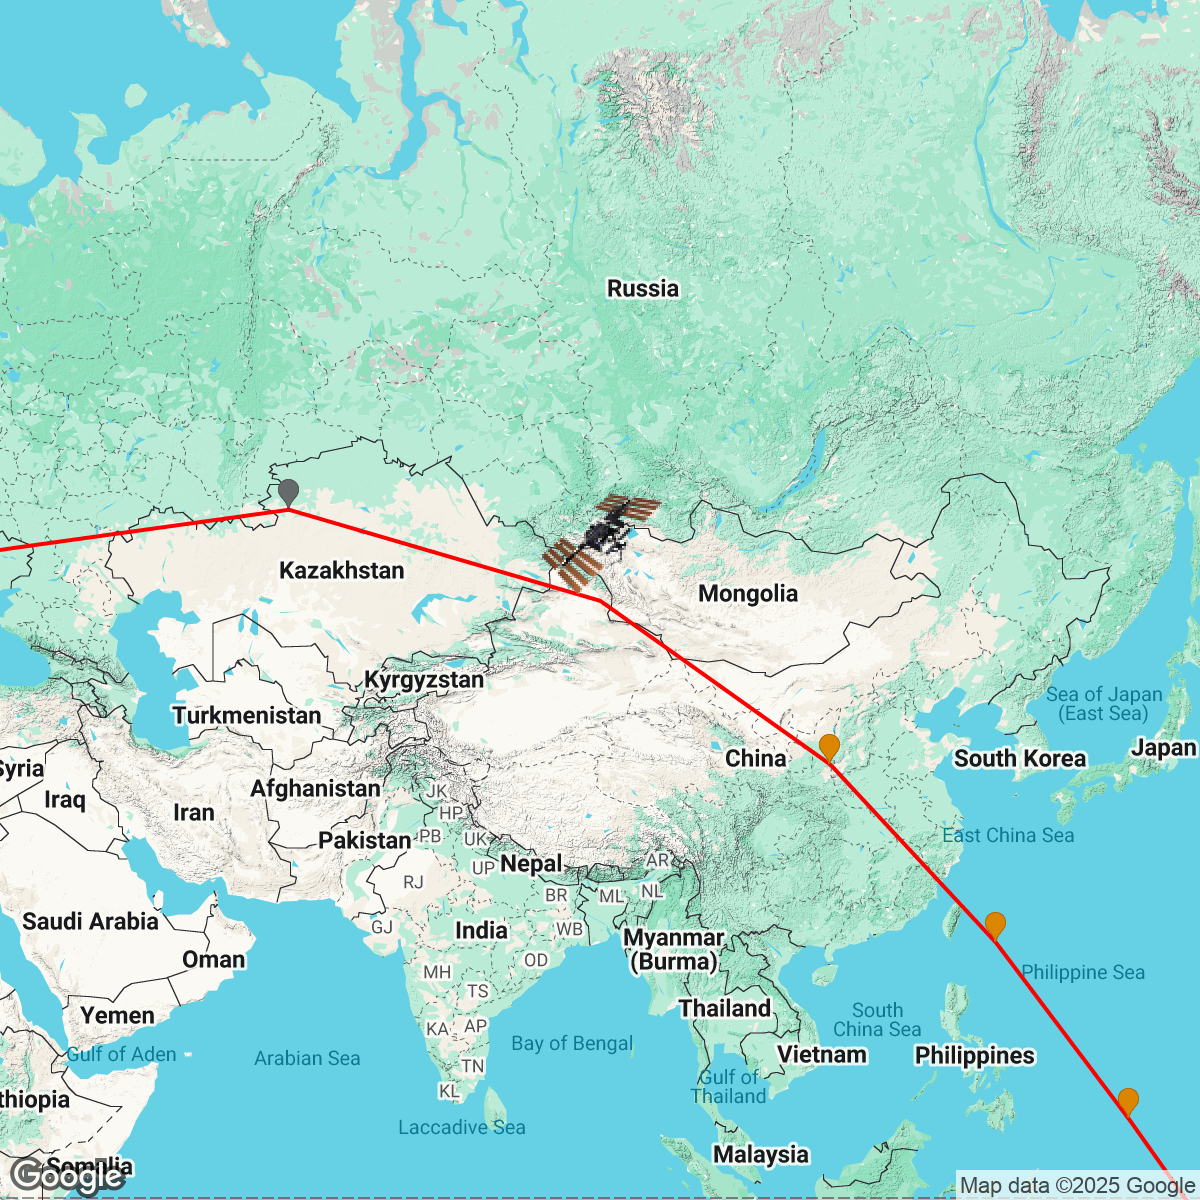 Russia
Kazakhstan
Mongolia
Kyrgyzstan
Sea of Japan
(East Sea)
Turkmenistan
Japan
South Korea
China
Syria
Afghanistan
JK
Iraq
Iran
HP
Pakistan
PB
UK
East China Sea
Nepal
AR
UP
RJ
NL
BR
ML
Saudi Arabia
GJ
India
WB
Myanmar
(Burma)
Oman
OD
MH
Philippine Sea
TS
Thailand
Yemen
South
China Sea
KA
AP
Bay of Bengal
Gulf of Aden
Arabian Sea
Vietnam
Philippines
TN
Gulf of
Thailand
KL
thiopia
Laccadive Sea
Malaysia
Somalia
Google
Map data ©2025 Google